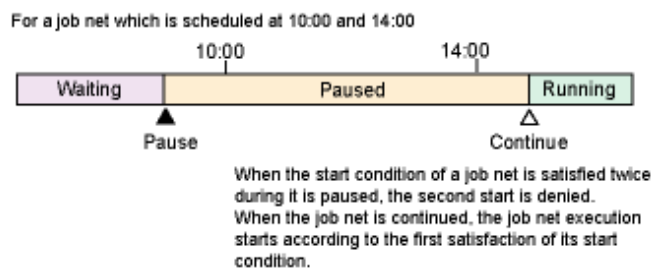 For a job net which is scheduled at 10:00 and 14:00
10:00 14:00
Waiting Paused Running
Pause Continue
When the start condition of a job net is satisfied twice
during it is paused, the second start is denied.
When the job net is continued, the job net execution
starts according to the first satisfaction of its start
condition.